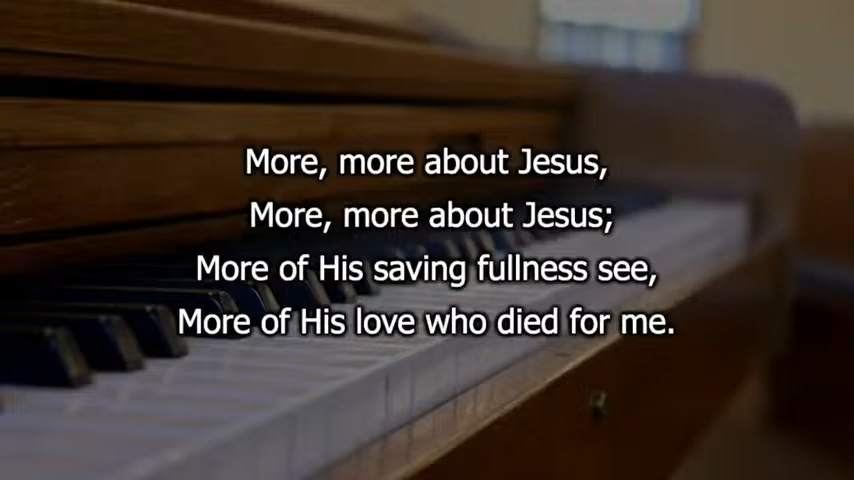 More, more about Jesus,
More, more about Jesus;
More of His saving fullness see,
More of His love who died for me.